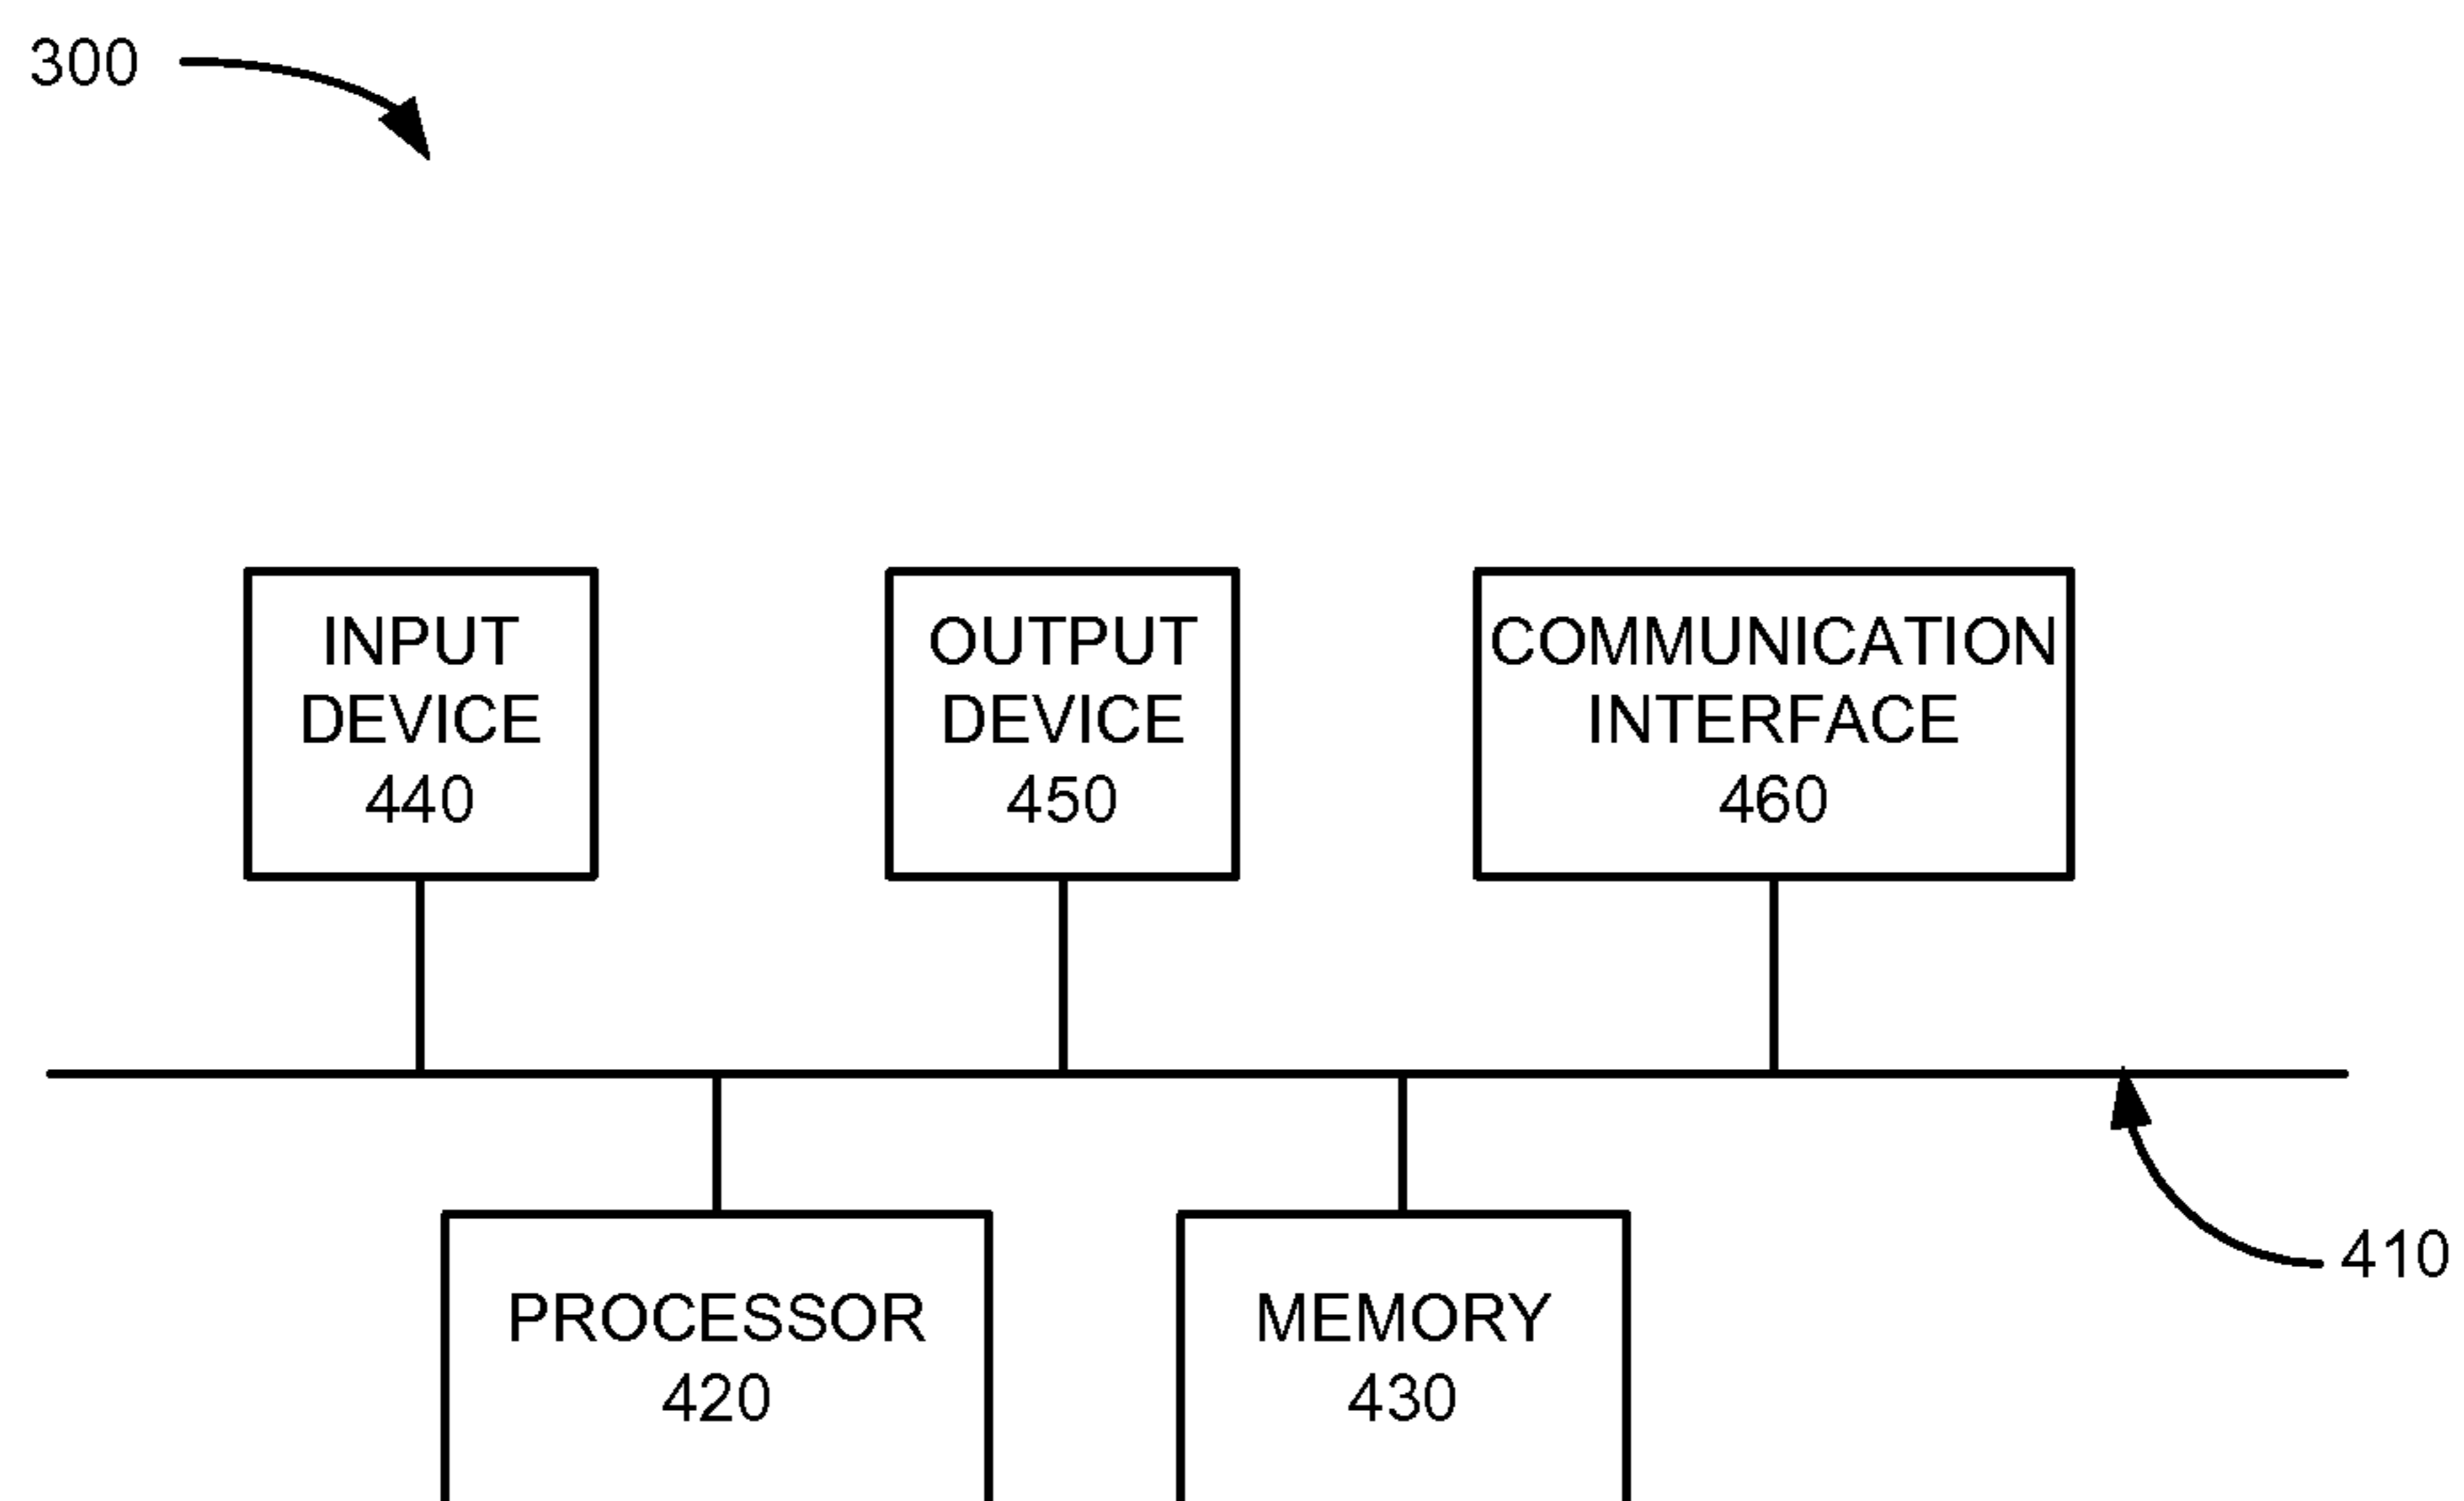 300
INPUT
DEVICE
440
OUTPUT
DEVICE
450
COMMUNICATION
INTERFACE
460
PROCESSOR
420
MEMORY
430
410